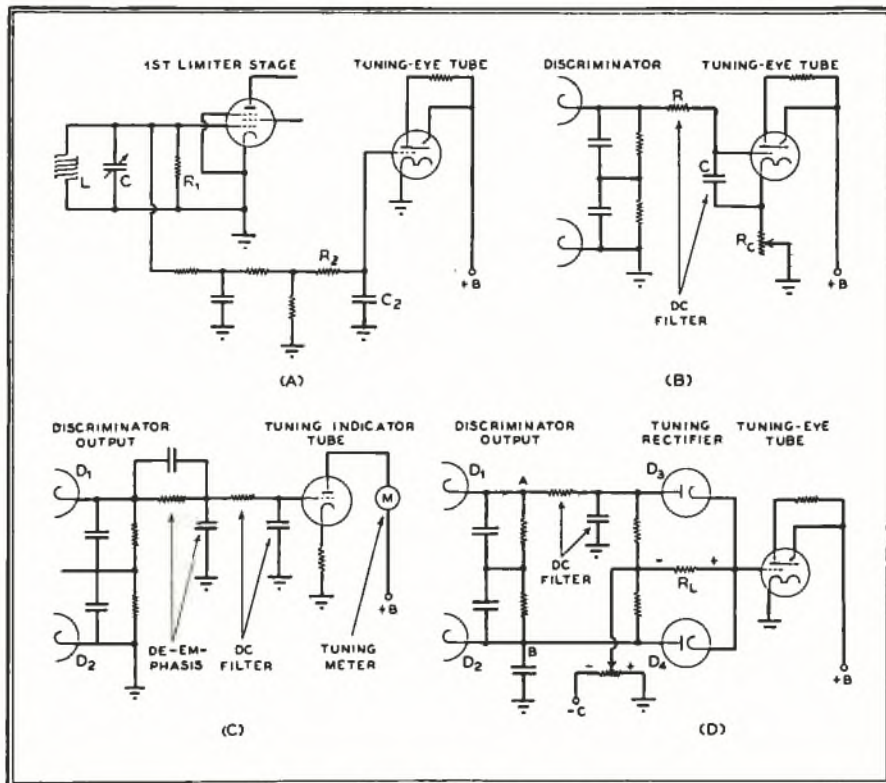 1ST LIMITER STAGE
TUNING-EYE TUBE
L
C
R1
R2
C2
+B
(A)
DISCRIMINATOR
TUNING-EYE TUBE
R
C
RC
DC
FILTER
+B
(B)
DISCRIMINATOR
OUTPUT
TUNING INDICATOR
TUBE
D1
M
D2
DE-EM-
PHASIS
DC
FILTER
TUNING
METER
+B
(C)
DISCRIMINATOR
OUTPUT
TUNING
RECTIFIER
TUNING-EYE
TUBE
D1
A
D3
DC
FILTER
- RL +
D2
B
D4
- +
-C
+B
(D)